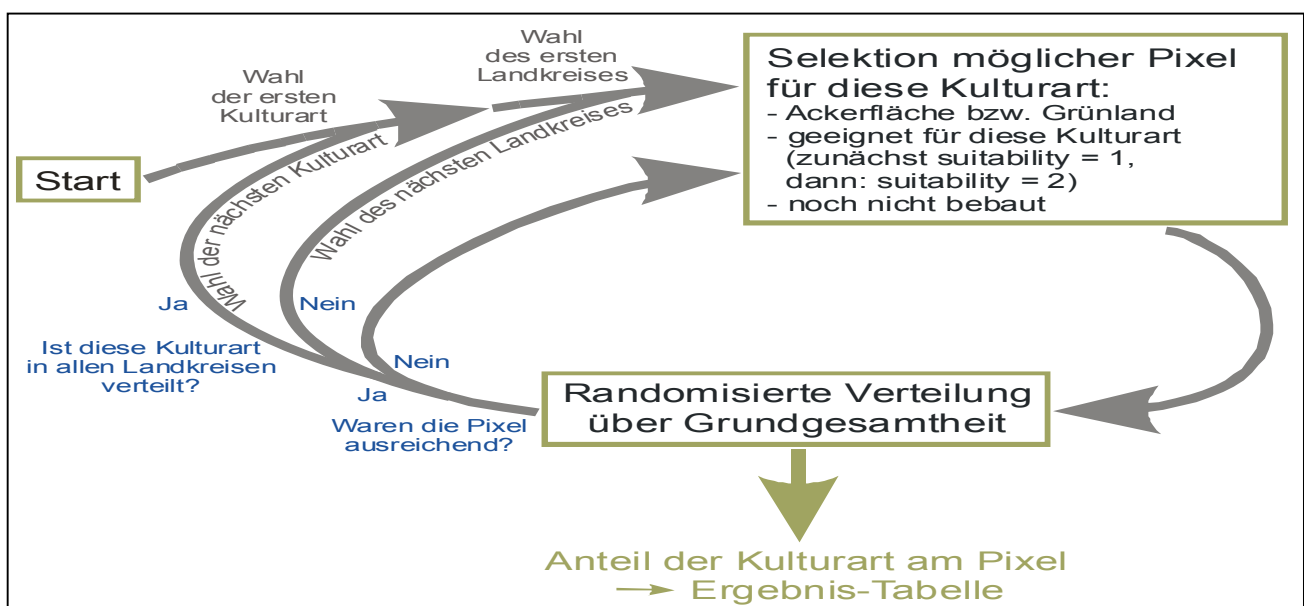 Start
Wahl
der ersten
Kulturart
Wahl
des ersten
Landkreises
Wahl der nächsten Kulturart
Wahl des nächsten Landkreises
Selektion möglicher Pixel
für diese Kulturart:
- Ackerfläche bzw. Grünland
- geeignet für diese Kulturart
(zunächst suitability = 1,
dann: suitability = 2)
- noch nicht bebaut
Ja
Nein
Ist diese Kulturart
in allen Landkreisen
verteilt?
Nein
Ja
Waren die Pixel
ausreichend?
Randomisierte Verteilung
über Grundgesamtheit
Anteil der Kulturart am Pixel
Ergebnis-Tabelle